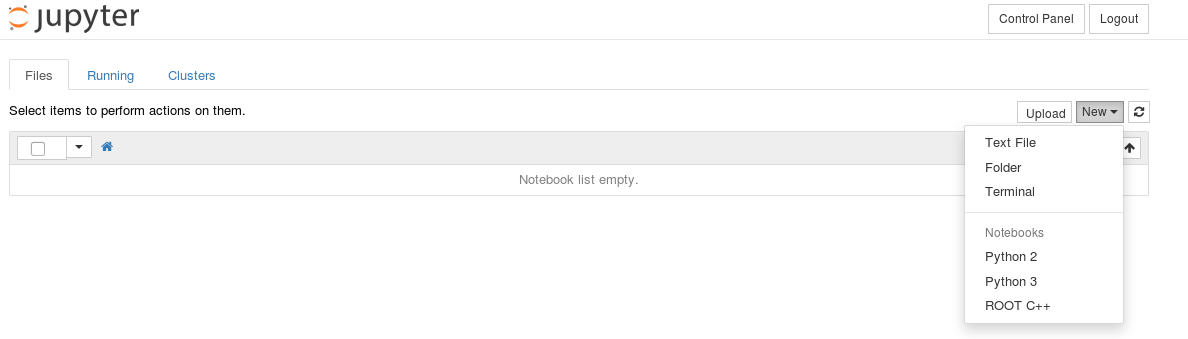 jupyter
Control Panel Logout
Files Running Clusters
Select items to perform actions on them.
Upload New
Notebook list empty.
Text File
Folder
Terminal
Notebooks
Python 2
Python 3
ROOT C++